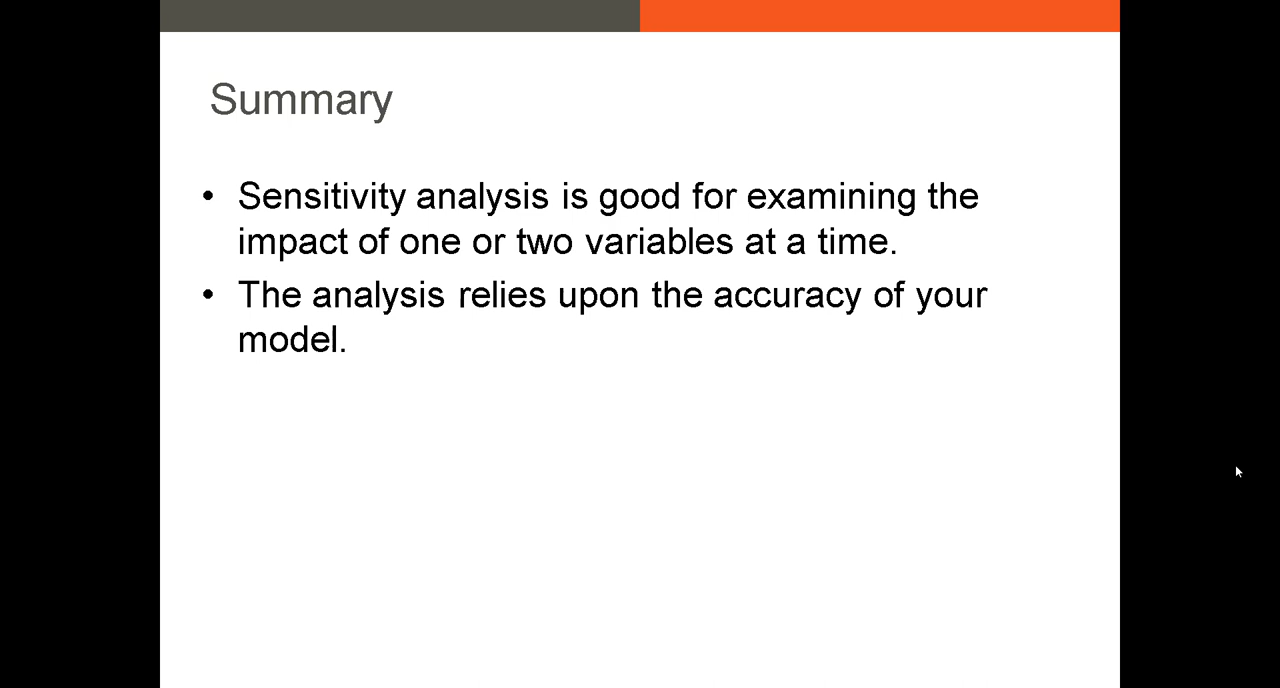 Summary
• Sensitivity analysis is good for examining the
impact of one or two variables at a time.
• The analysis relies upon the accuracy of your
model.